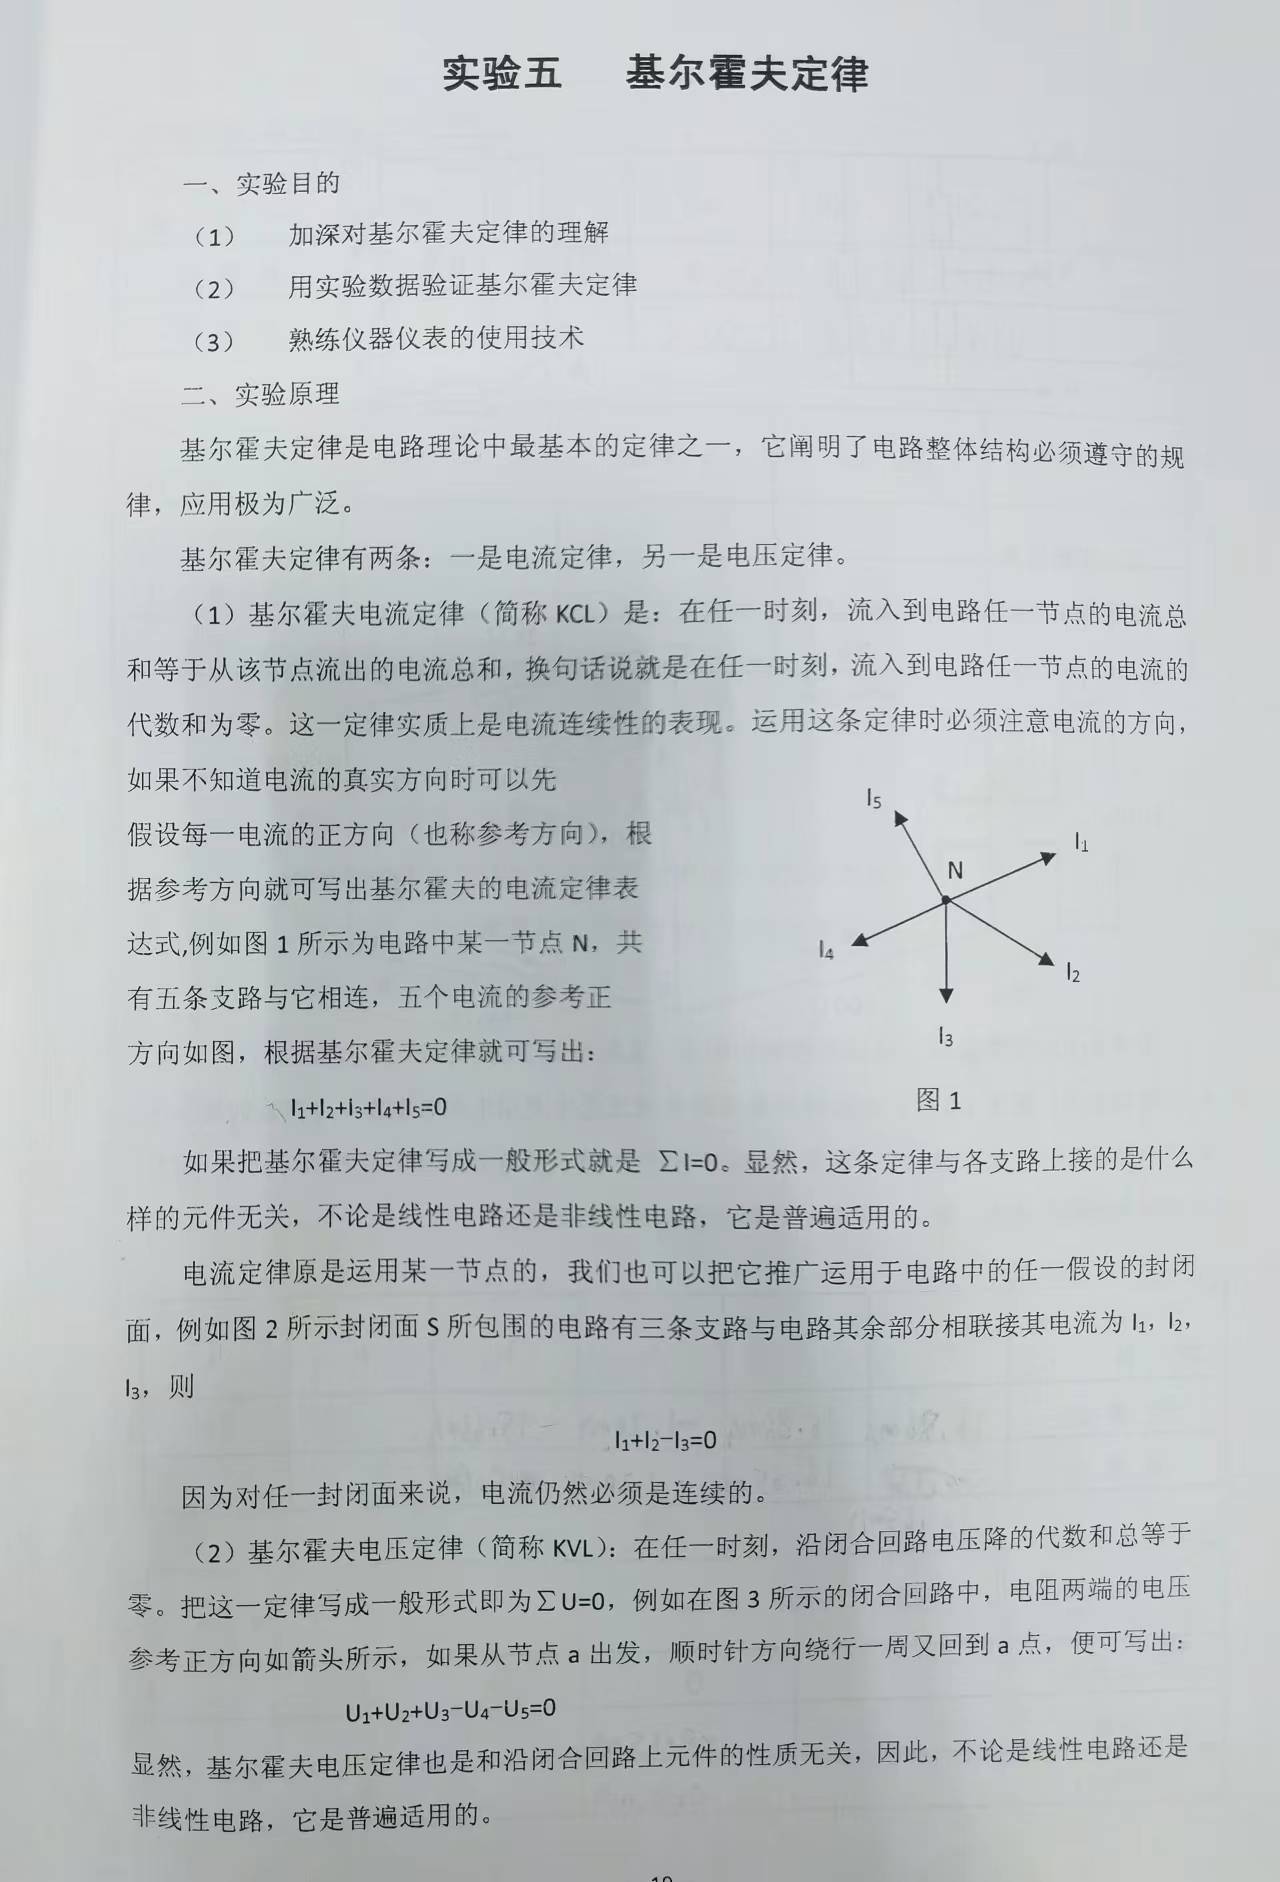 实验五 基尔霍夫定律
一、实验目的
（1） 加深对基尔霍夫定律的理解
（2） 用实验数据验证基尔霍夫定律
（3） 熟练仪器仪表的使用技术
二、实验原理
基尔霍夫定律是电路理论中最基本的定律之一，它阐明了电路整体结构必须遵守的规
律，应用极为广泛。
基尔霍夫定律有两条：一是电流定律，另一是电压定律。
（1）基尔霍夫电流定律（简称 KCL）是：在任一时刻，流入到电路任一节点的电流总
和等于从该节点流出的电流总和，换句话说就是在任一时刻，流入到电路任一节点的电流的
代数和为零。这一定律实质上是电流连续性的表现。运用这条定律时必须注意电流的方向，
如果不知道电流的真实方向时可以先
假设每一电流的正方向（也称参考方向），根
据参考方向就可写出基尔霍夫的电流定律表
达式,例如图 1 所示为电路中某一节点 N，共
有五条支路与它相连，五个电流的参考正
方向如图，根据基尔霍夫定律就可写出：
I₁+I₂+i₃+I₄+I₅=0
I₅
I₁
N
I₄
I₂
I₃
图 1
如果把基尔霍夫定律写成一般形式就是 ∑I=0。显然，这条定律与各支路上接的是什么
样的元件无关，不论是线性电路还是非线性电路，它是普遍适用的。
电流定律原是运用某一节点的，我们也可以把它推广运用于电路中的任一假设的封闭
面，例如图 2 所示封闭面 S 所包围的电路有三条支路与电路其余部分相联接其电流为 I₁，I₂，
I₃，则
I₁+I₂−I₃=0
因为对任一封闭面来说，电流仍然必须是连续的。
（2）基尔霍夫电压定律（简称 KVL）：在任一时刻，沿闭合回路电压降的代数和总等于
零。把这一定律写成一般形式即为∑U=0，例如在图 3 所示的闭合回路中，电阻两端的电压
参考正方向如箭头所示，如果从节点 a 出发，顺时针方向绕行一周又回到 a 点，便可写出：
U₁+U₂+U₃−U₄−U₅=0
显然，基尔霍夫电压定律也是和沿闭合回路上元件的性质无关，因此，不论是线性电路还是
非线性电路，它是普遍适用的。